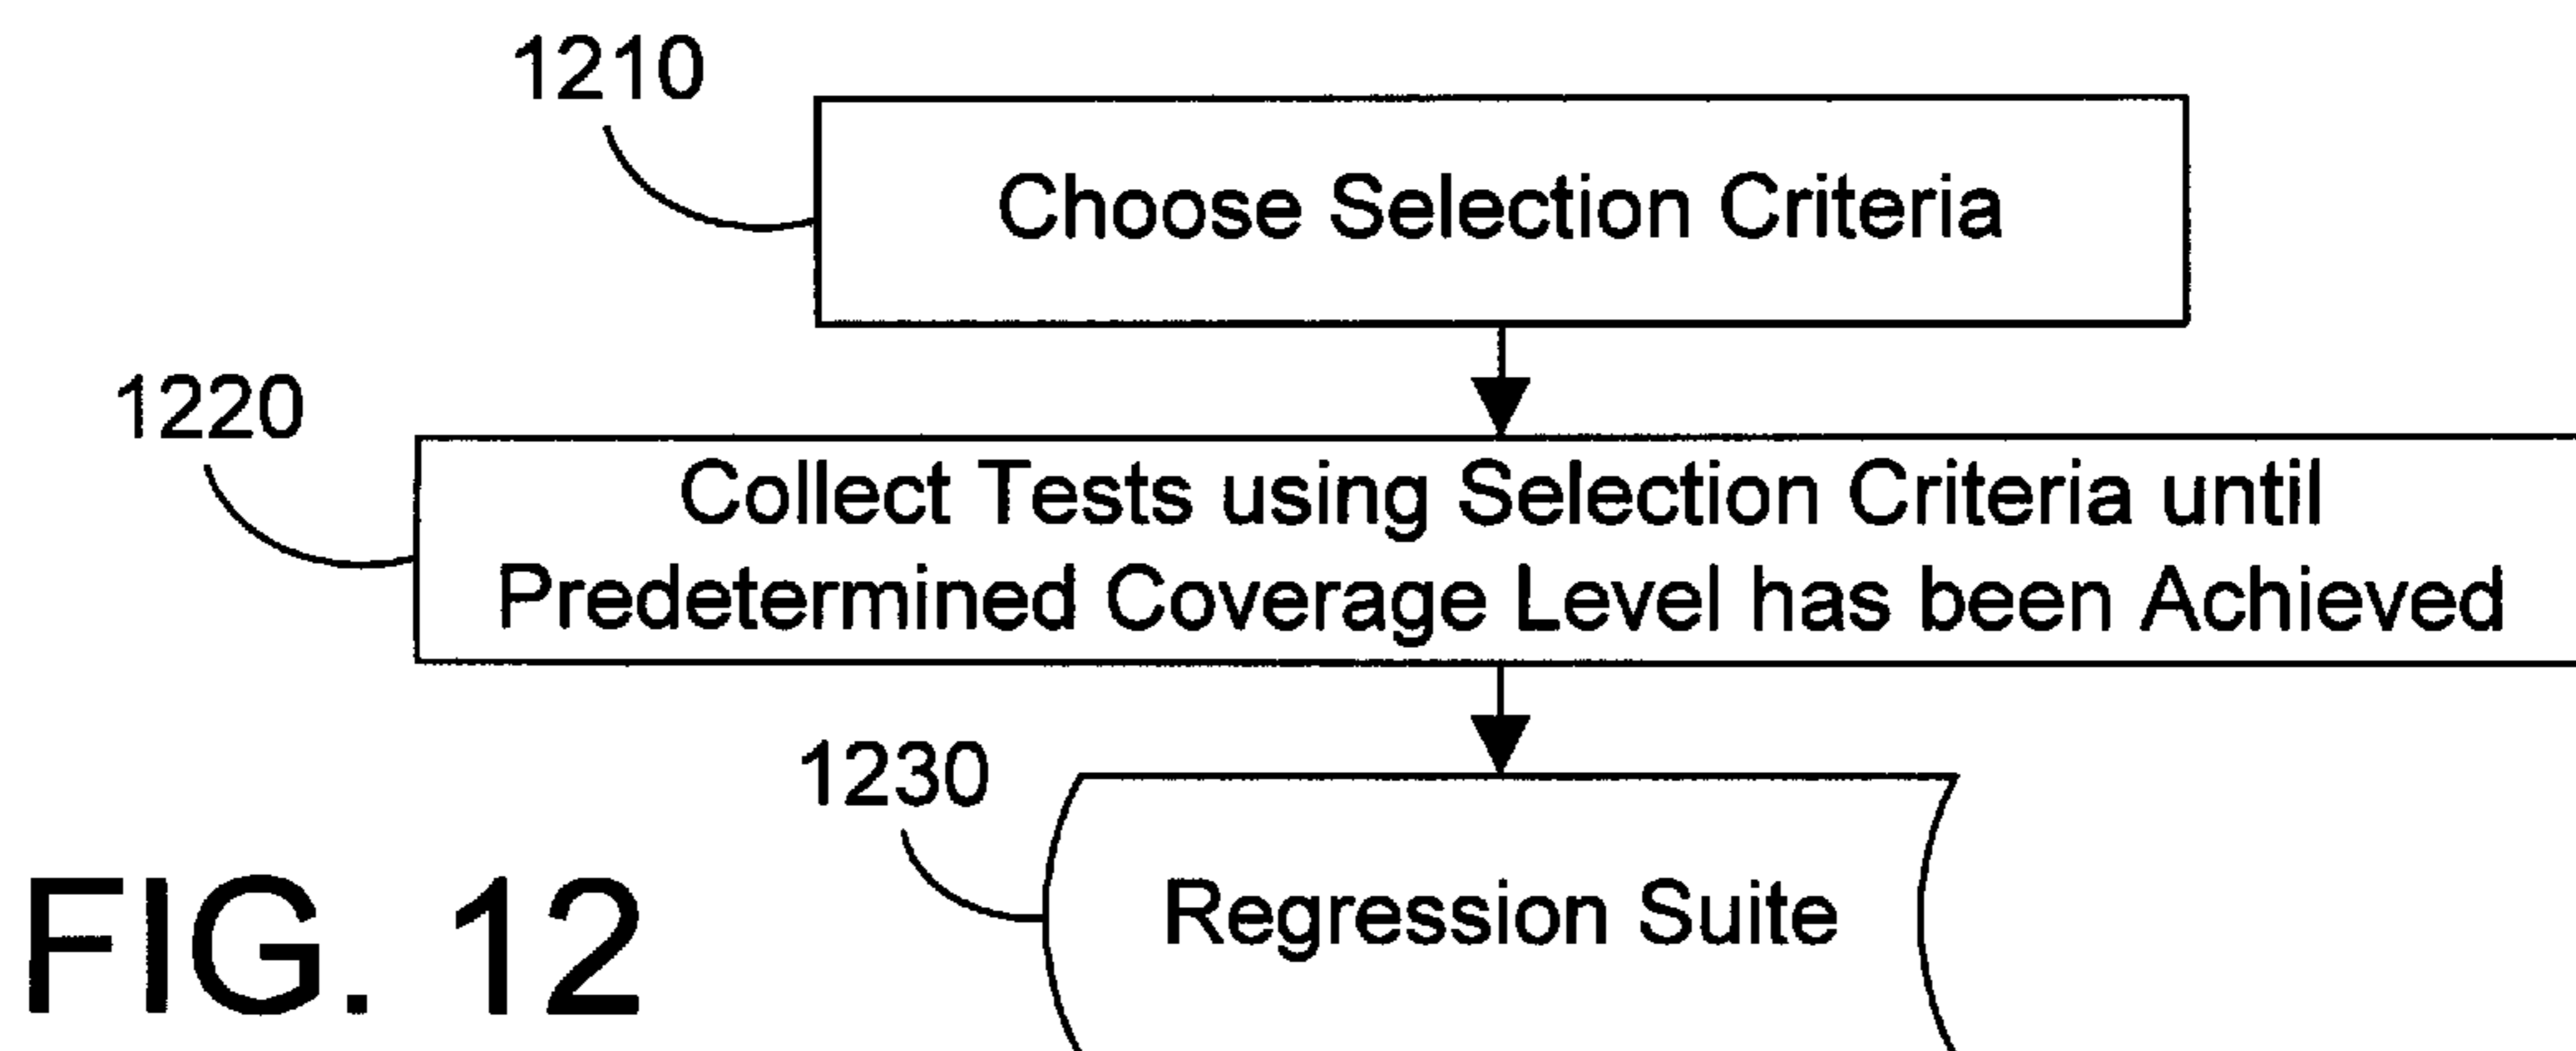 1210
Choose Selection Criteria
1220
Collect Tests using Selection Criteria until
Predetermined Coverage Level has been Achieved
1230
Regression Suite
FIG. 12